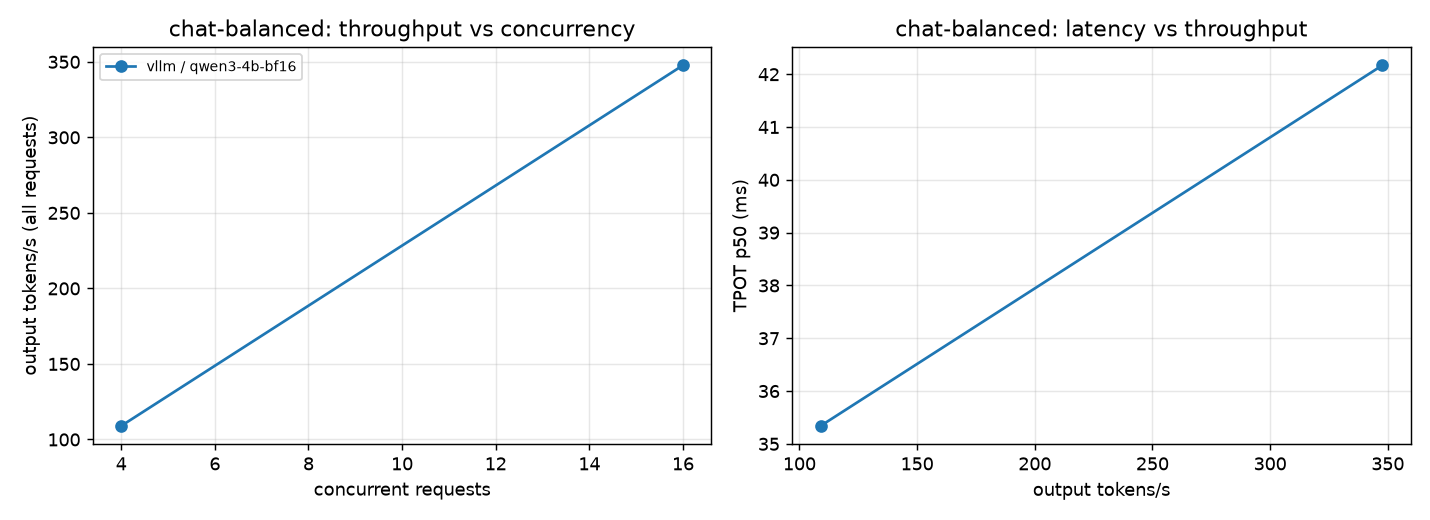 chat-balanced: throughput vs concurrency
vllm / qwen3-4b-bf16
output tokens/s (all requests)
350
300
250
200
150
100
4 6 8 10 12 14 16
concurrent requests
chat-balanced: latency vs throughput
TPOT p50 (ms)
42
41
40
39
38
37
36
35
100 150 200 250 300 350
output tokens/s